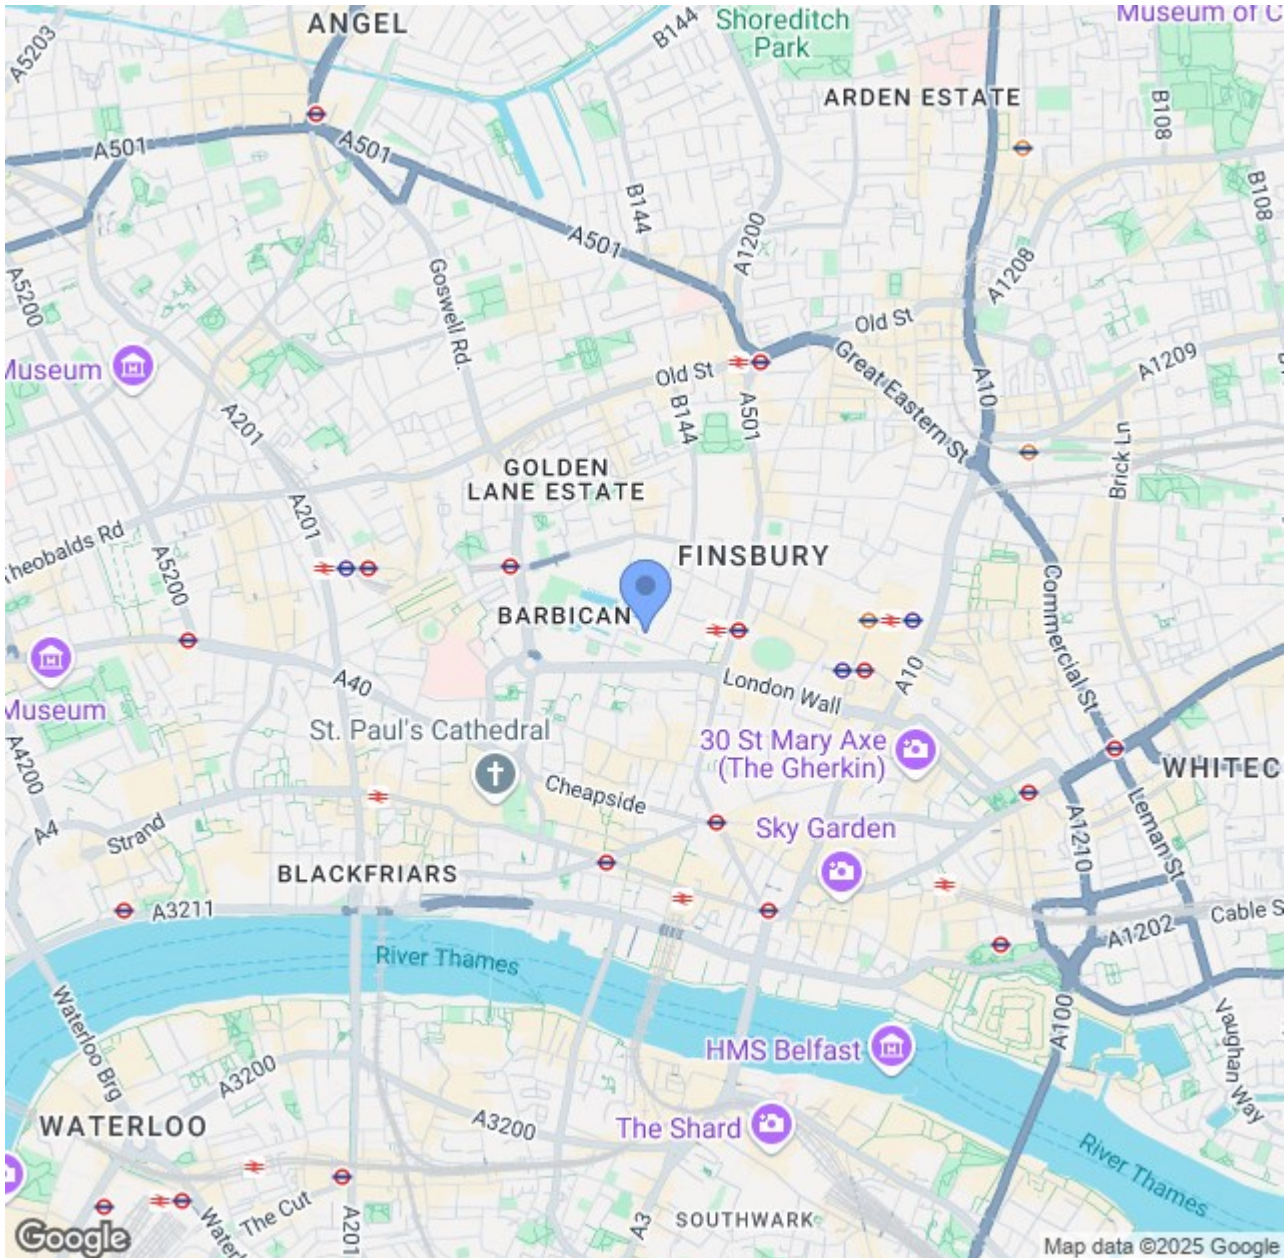 ANGEL
A5203
B144
Shoreditch
Park
Museum of C
ARDEN ESTATE
B108
A501
A501
B144
A501
A1200
B108
A1208
A5200
Goswell Rd.
Old St
Museum
Old St
Great Eastern St
A10
A1209
A201
B144
A501
Brick Ln
GOLDEN
LANE ESTATE
A201
Theobalds Rd
A5200
FINSBURY
Commercial St
BARBICAN
A40
London Wall
A10
Museum
St. Paul's Cathedral
30 St Mary Axe
(The Gherkin)
WHITEC
A4200
Cheapside
A4
Strand
Sky Garden
A1210
Leman St
BLACKFRIARS
A3211
Cable S
A1202
River Thames
Waterloo Brg
A100
Vaughan Way
HMS Belfast
A3200
WATERLOO
A3200
The Shard
River Thames
The Cut
Waterl
A201
A3
SOUTHWARK
Google
Map data ©2025 Google